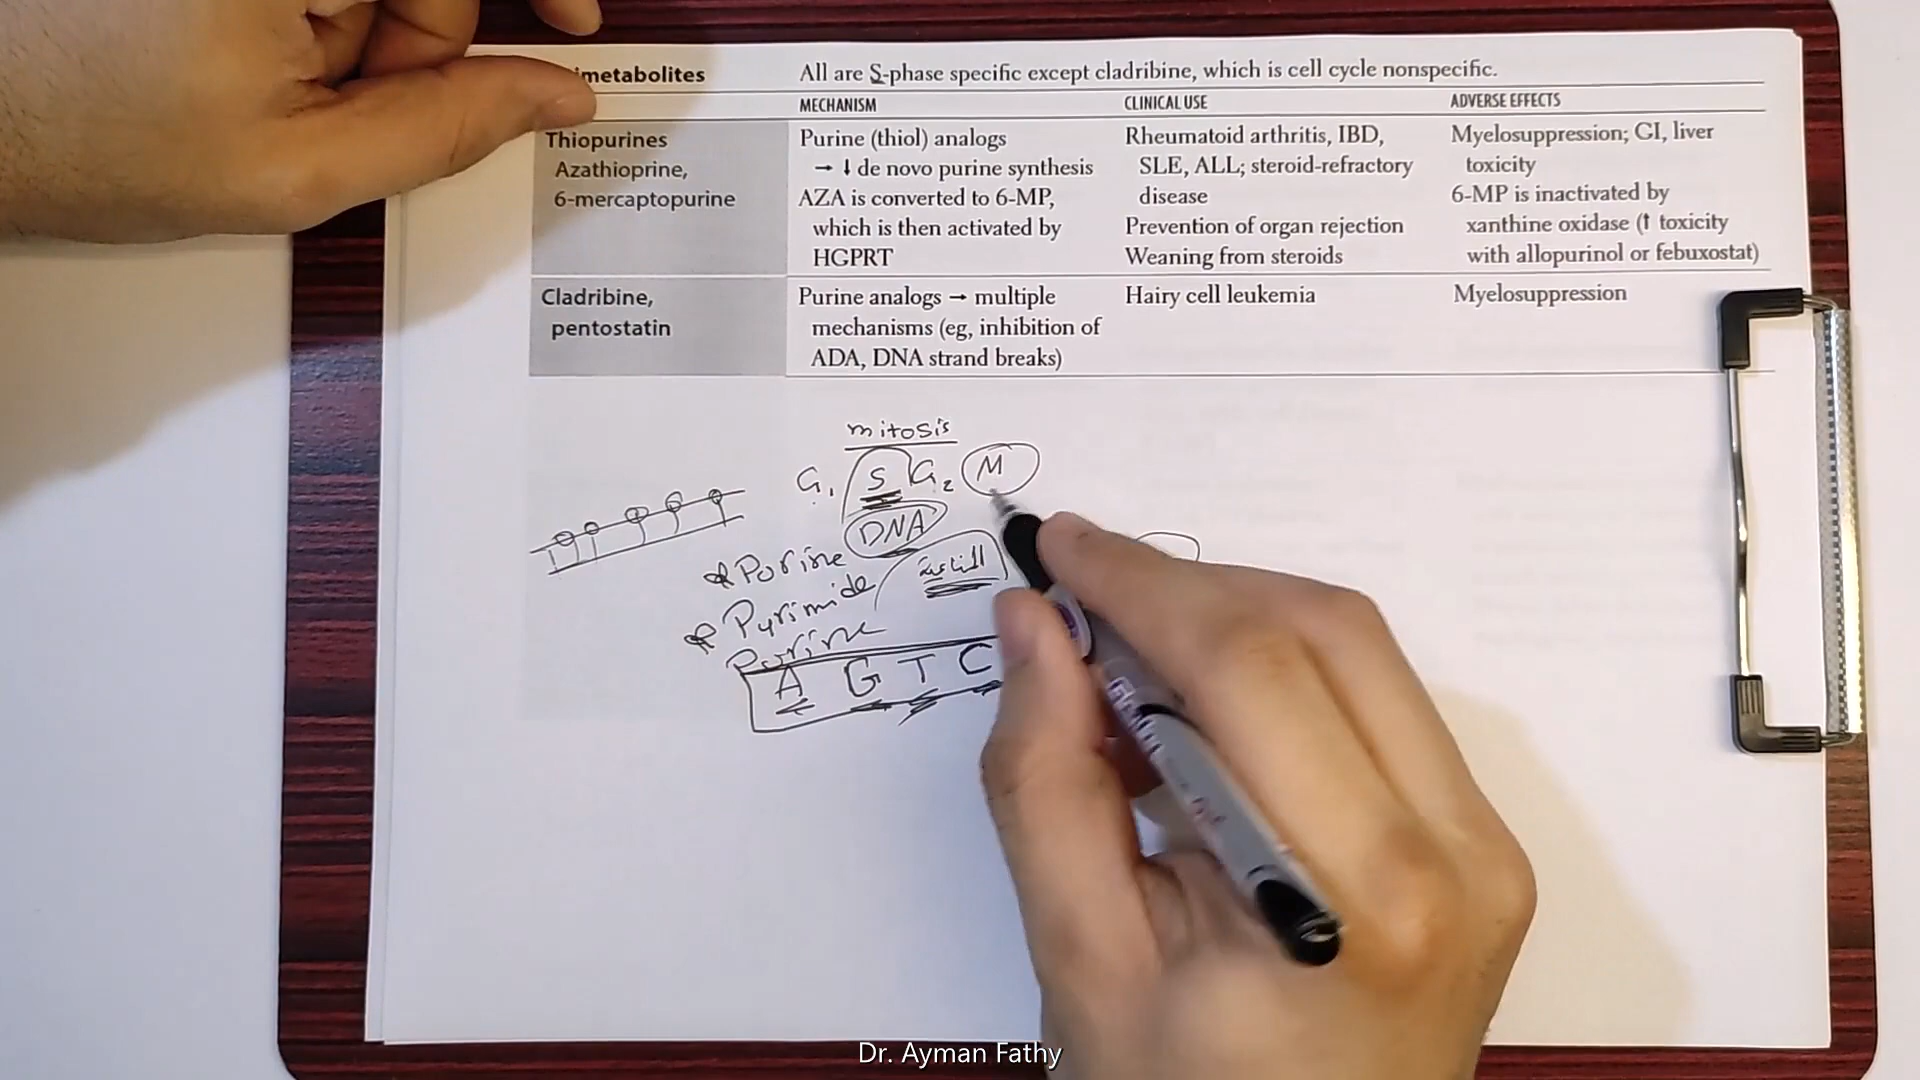 imetabolites
All are S-phase specific except cladribine, which is cell cycle nonspecific.
MECHANISM
CLINICAL USE
ADVERSE EFFECTS
Thiopurines
Azathioprine,
6-mercaptopurine
Purine (thiol) analogs
→ ↓ de novo purine synthesis
AZA is converted to 6-MP,
which is then activated by
HGPRT
Rheumatoid arthritis, IBD,
SLE, ALL; steroid-refractory
disease
Prevention of organ rejection
Weaning from steroids
Myelosuppression; GI, liver
toxicity
6-MP is inactivated by
xanthine oxidase (↑ toxicity
with allopurinol or febuxostat)
Cladribine,
pentostatin
Purine analogs → multiple
mechanisms (eg, inhibition of
ADA, DNA strand breaks)
Hairy cell leukemia
Myelosuppression
mitosis
G1 S G2 M
DNA
Purine
Pyrimide
Purine
A G T C
Dr. Ayman Fathy